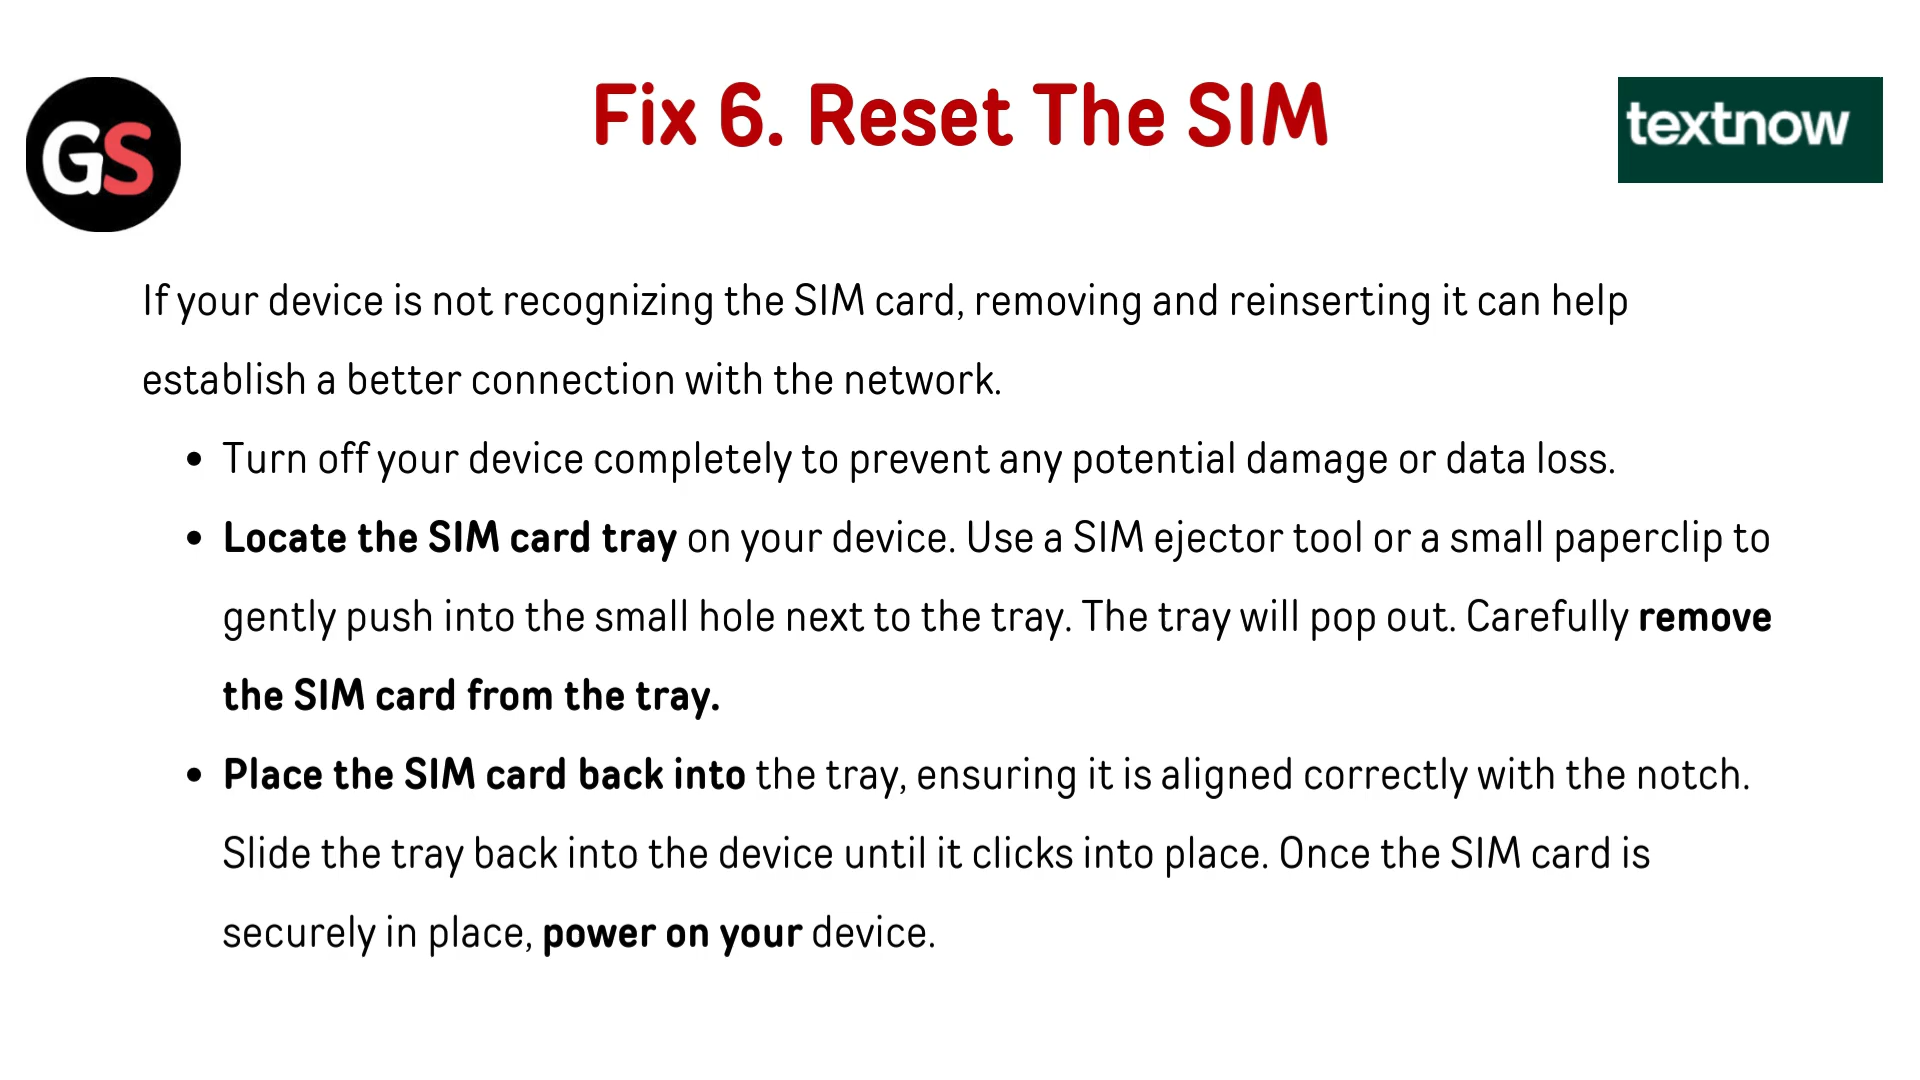 GS
Fix 6. Reset The SIM
textnow
If your device is not recognizing the SIM card, removing and reinserting it can help
establish a better connection with the network.
• Turn off your device completely to prevent any potential damage or data loss.
• Locate the SIM card tray on your device. Use a SIM ejector tool or a small paperclip to
gently push into the small hole next to the tray. The tray will pop out. Carefully remove
the SIM card from the tray.
• Place the SIM card back into the tray, ensuring it is aligned correctly with the notch.
Slide the tray back into the device until it clicks into place. Once the SIM card is
securely in place, power on your device.